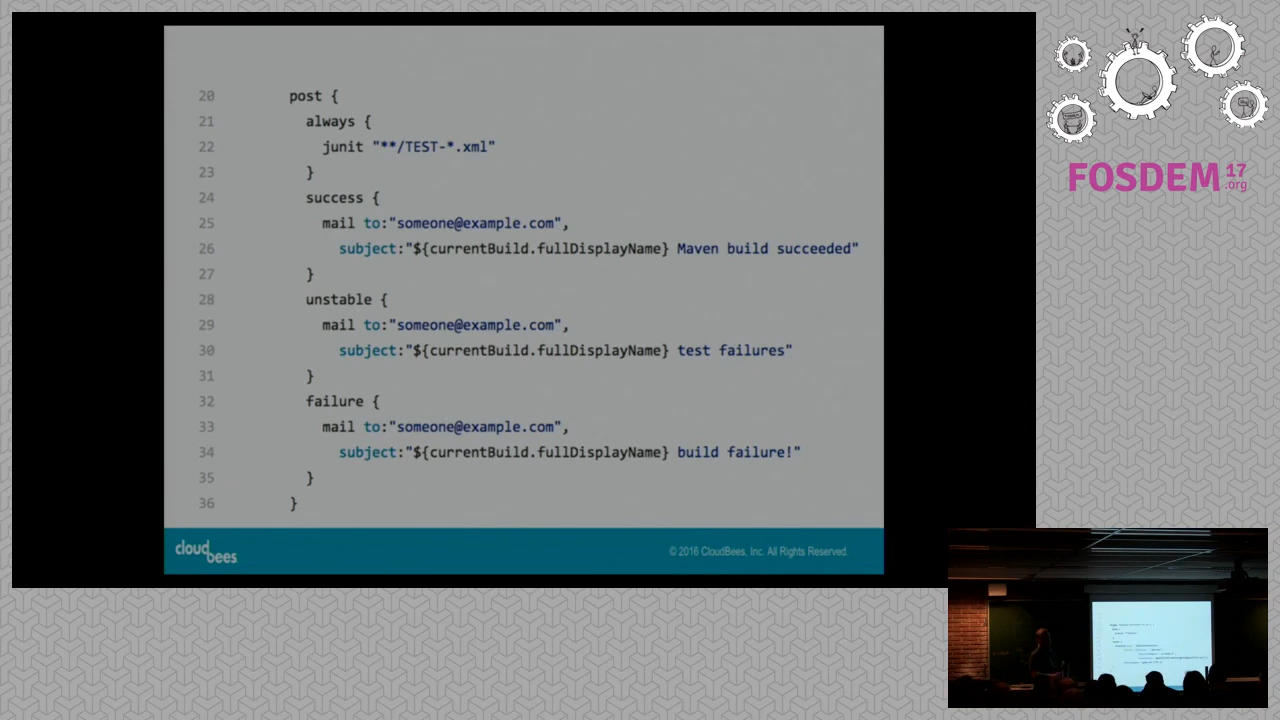 20 post {
21 always {
22 junit "**/TEST-*.xml"
23 }
24 success {
25 mail to:"someone@example.com",
26 subject:"${currentBuild.fullDisplayName} Maven build succeeded"
27 }
28 unstable {
29 mail to:"someone@example.com",
30 subject:"${currentBuild.fullDisplayName} test failures"
31 }
32 failure {
33 mail to:"someone@example.com",
34 subject:"${currentBuild.fullDisplayName} build failure!"
35 }
36 }
cloudbees
© 2016 CloudBees, Inc. All Rights Reserved.
FOSDEM 17
.org